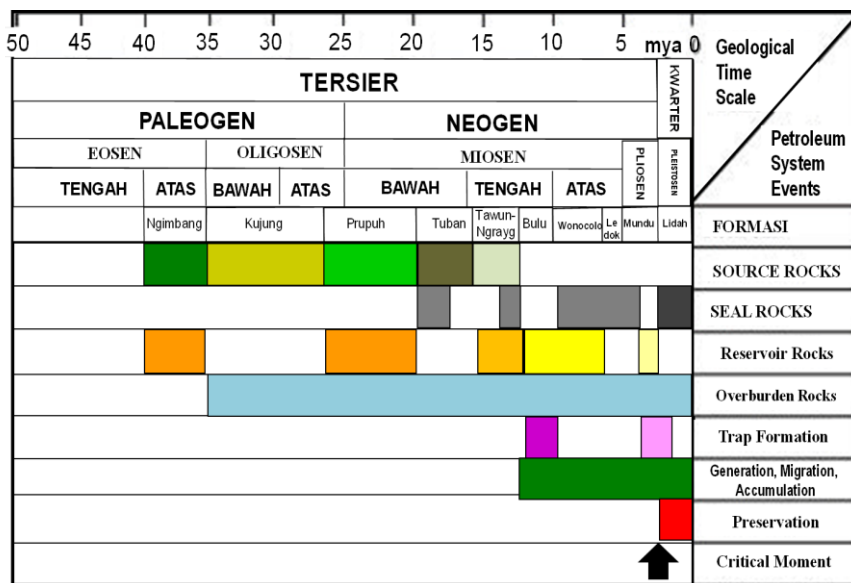 50 45 40 35 30 25 20 15 10 5 mya 0
Geological
Time
Scale
Petroleum
System
Events
TERSIER
KWARTER
PALEOGEN NEOGEN
EOSEN OLIGOSEN MIOSEN PLIOSEN PLEISTOSEN
TENGAH ATAS BAWAH ATAS BAWAH TENGAH ATAS
Ngimbang Kujung Prupuh Tuban Tawun-
Ngrayg
Bulu Wonocolo Le
dok
Mundu Lidah FORMASI
SOURCE ROCKS
SEAL ROCKS
Reservoir Rocks
Overburden Rocks
Trap Formation
Generation, Migration,
Accumulation
Preservation
Critical Moment